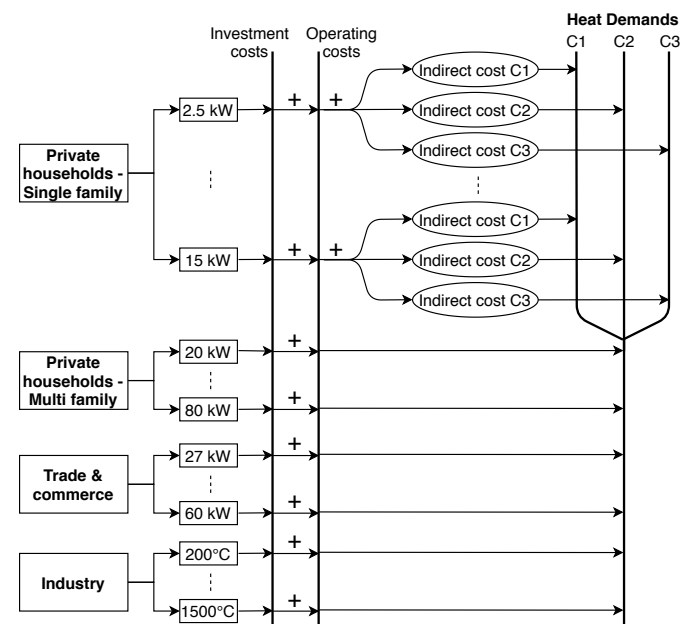 Heat Demands
Investment costs
Operating costs
C1
C2
C3
Private households - Single family
2.5 kW
+
+
Indirect cost C1
Indirect cost C2
Indirect cost C3
15 kW
+
+
Indirect cost C1
Indirect cost C2
Indirect cost C3
Private households - Multi family
20 kW
+
80 kW
+
Trade & commerce
27 kW
+
60 kW
+
Industry
200°C
+
1500°C
+